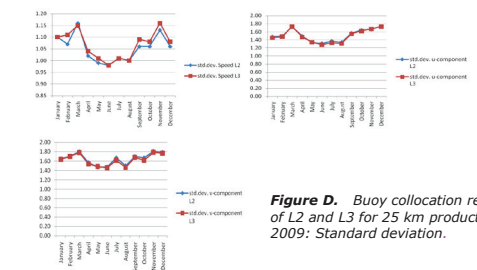 1.20
1.15
1.10
1.05
1.00
0.95
0.90
0.85
January
February
March
April
May
June
July
August
September
October
November
December
std.dev. Speed L2
std.dev. Speed L3
2.00
1.80
1.60
1.40
1.20
1.00
0.80
0.60
0.40
0.20
0.00
January
February
March
April
May
June
July
August
September
October
November
December
std.dev. u-component
L2
std.dev. u-component
L3
2.00
1.80
1.60
1.40
1.20
1.00
0.80
0.60
0.40
0.20
0.00
January
February
March
April
May
June
July
August
September
October
November
December
std.dev. v-component
L2
std.dev. v-component
L3
Figure D. Buoy collocation re
of L2 and L3 for 25 km product
2009: Standard deviation.